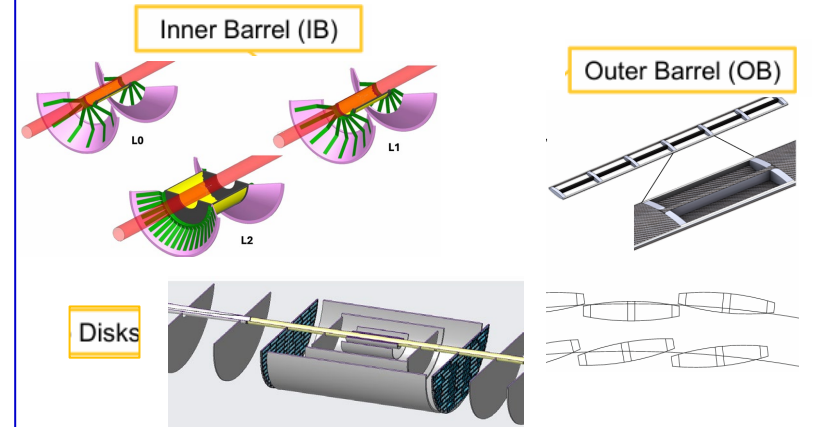 Inner Barrel (IB)
Outer Barrel (OB)
L0
L1
L2
Disks